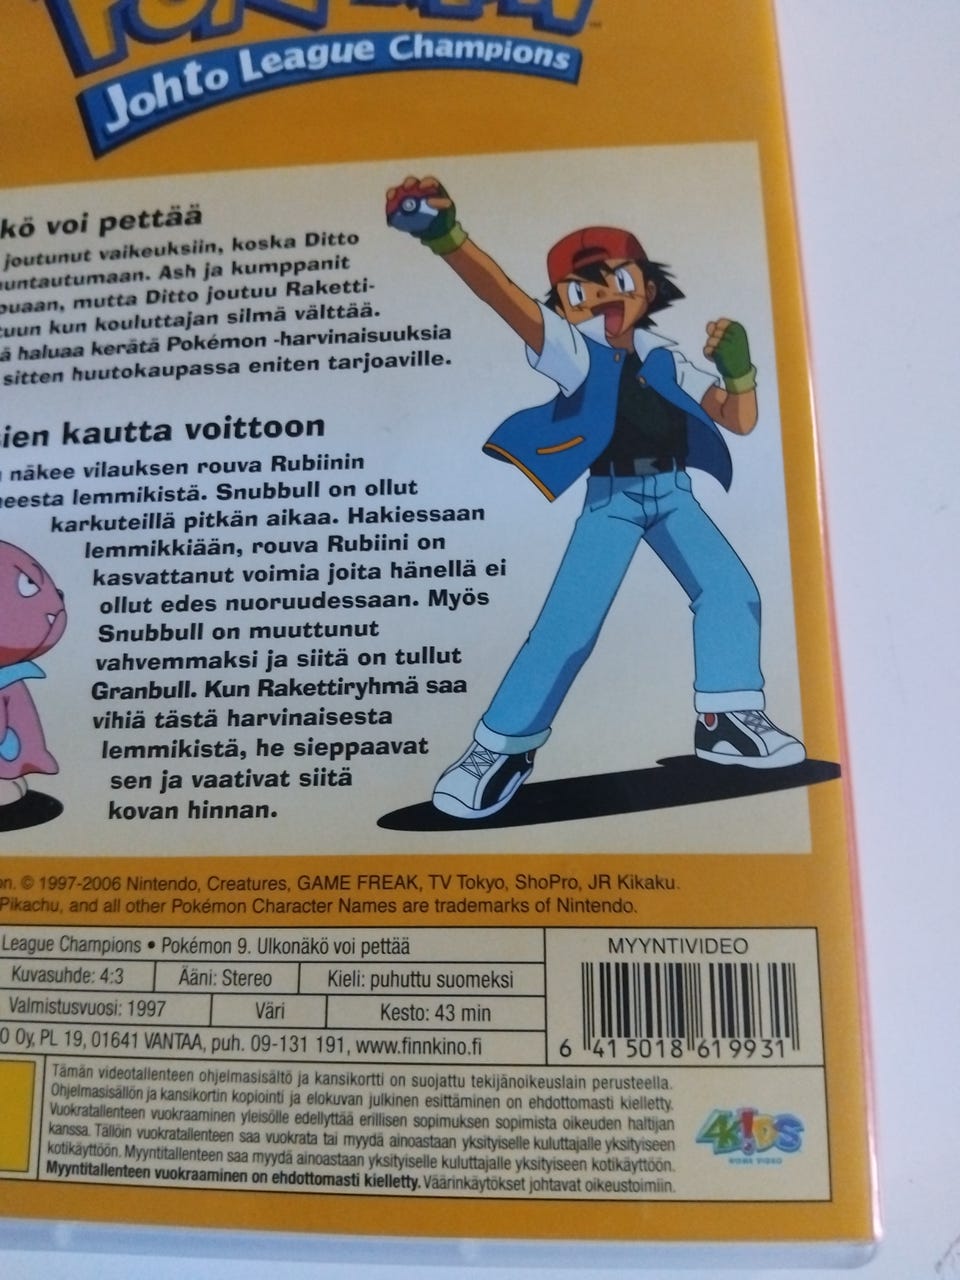 Johto League Champions
voi pettää
joutunut vaikeuksiin, koska Ditto
Ash ja kumppanit
mutta Ditto joutuu Raketti-
kun kouluttajan silmä välttää.
haluaa kerätä Pokémon -harvinaisuuksia
sitten huutokaupassa eniten tarjoaville.
kautta voittoon
näkee vilauksen rouva Rubiinin
lemmikistä. Snubbull on ollut
karkuteillä pitkän aikaa. Hakiessaan
lemmikkiään, rouva Rubiini on
kasvattanut voimia joita hänellä ei
ollut edes nuoruudessaan. Myös
Snubbull on muuttunut
vahvemmaksi ja siitä on tullut
Granbull. Kun Rakettiryhmä saa
vihiä tästä harvinaisesta
lemmikistä, he sieppaavat
sen ja vaativat siitä
kovan hinnan.
© 1997-2006 Nintendo, Creatures, GAME FREAK, TV Tokyo, ShoPro, JR Kikaku.
Pikachu, and all other Pokémon Character Names are trademarks of Nintendo.
League Champions • Pokémon 9. Ulkonäkö voi pettää
Kuvasuhde: 4:3 Ääni: Stereo Kieli: puhuttu suomeksi
Valmistusvuosi: 1997 Väri Kesto: 43 min
Oy, PL 19, 01641 VANTAA, puh. 09-131 191, www.finnkino.fi
MYYNTIVIDEO
6 415018 619931
Tämän videotallenteen ohjelmasisältö ja kansikortti on suojattu tekijänoikeuslain perusteella.
Ohjelmasisällön ja kansikortin kopiointi ja elokuvan julkinen esittäminen on ehdottomasti kielletty.
Vuokratallenteen vuokraaminen yleisölle edellyttää erillisen sopimuksen sopimista oikeuden haltijan
kanssa. Tällöin vuokratallenteen saa vuokrata tai myydä ainoastaan yksityiselle kuluttajalle yksityiseen
kotikäyttöön. Myyntitallenteen saa myydä ainoastaan yksityiselle kuluttajalle yksityiseen kotikäyttöön.
Myyntitallenteen vuokraaminen on ehdottomasti kielletty. Väärinkäytökset johtavat oikeustoimiin.
4KIDS
HOME VIDEO